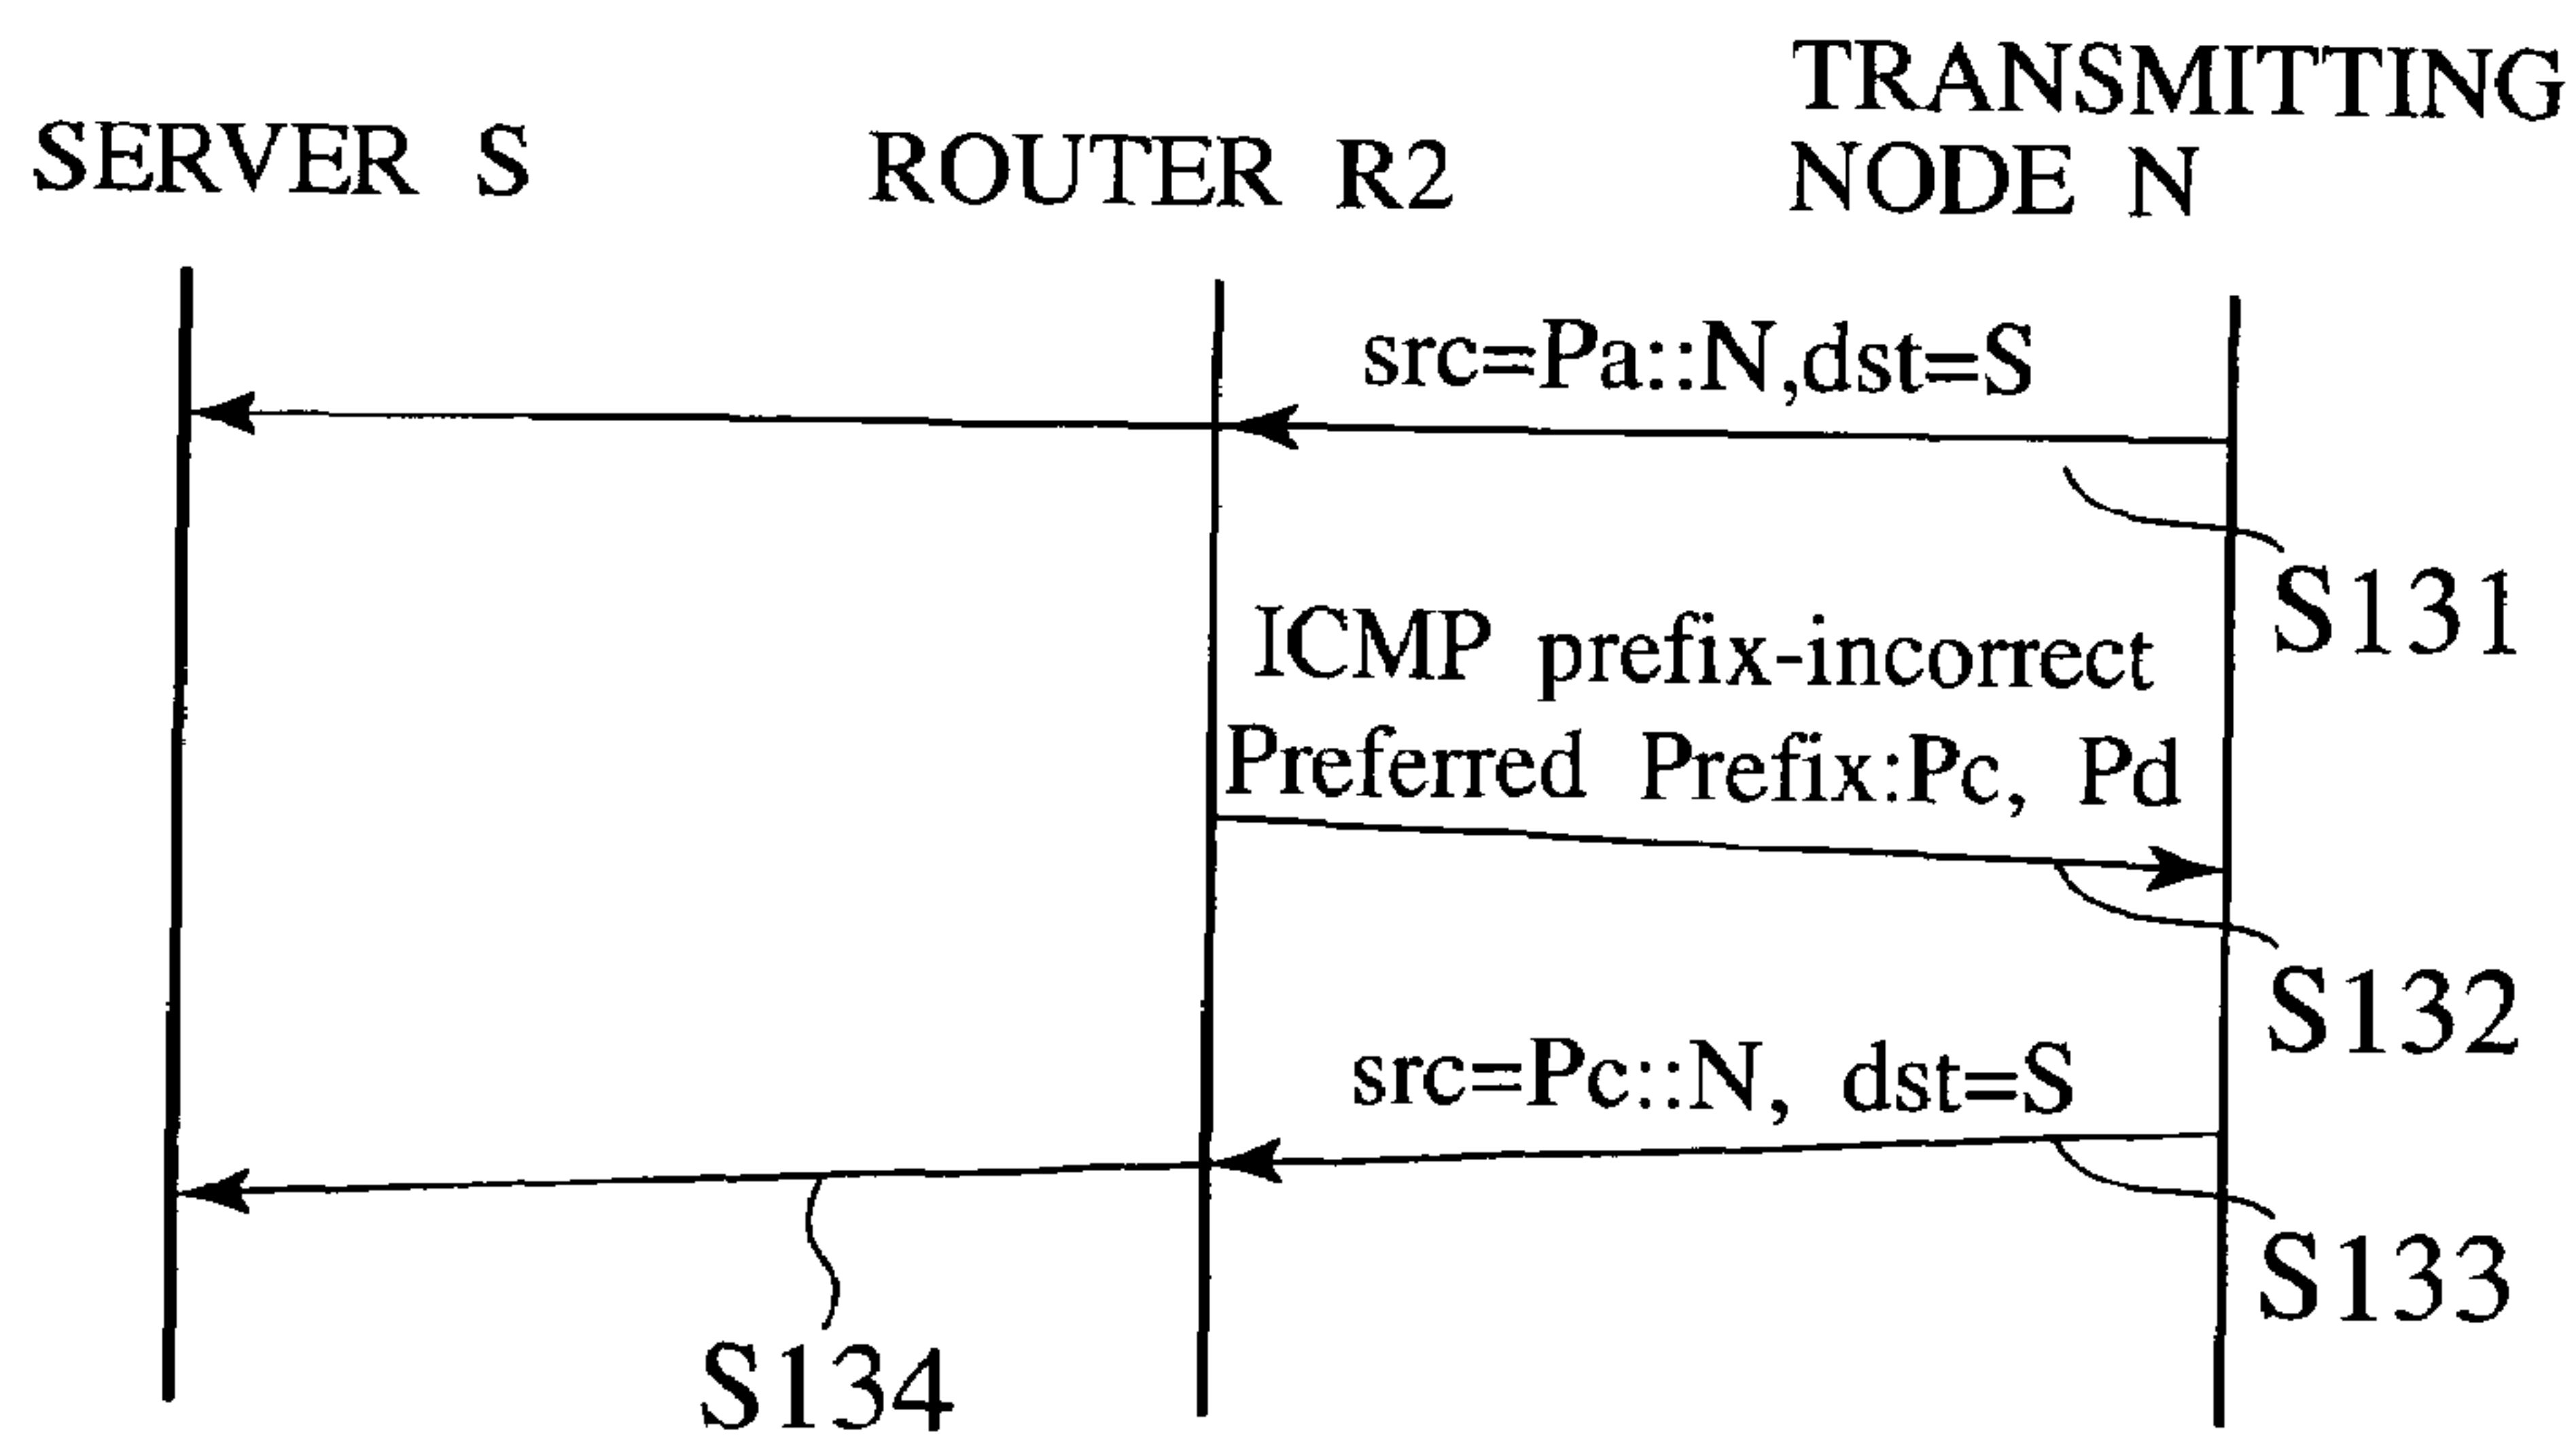 SERVER S
ROUTER R2
TRANSMITTING
NODE N
src=Pa::N,dst=S
S131
ICMP prefix-incorrect
Preferred Prefix:Pc, Pd
S132
src=Pc::N, dst=S
S133
S134